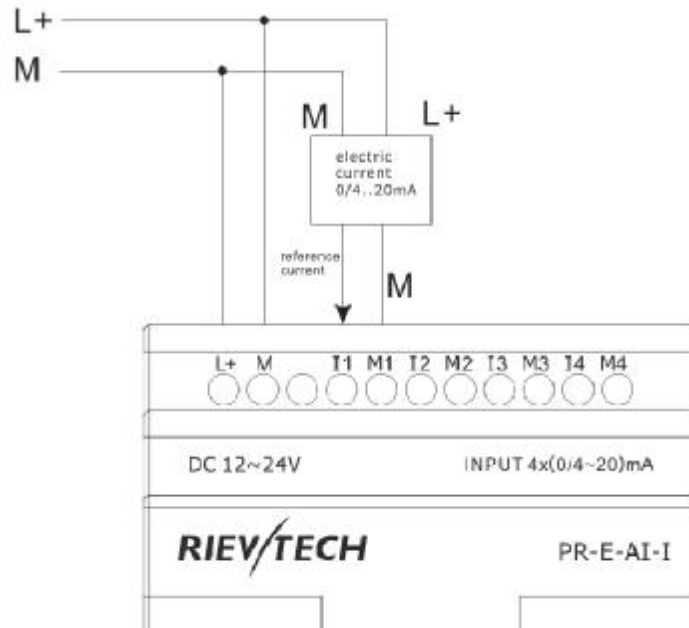 L+
M
M L+
electric
current
0/4..20mA
reference
current
M
L+ M I1 M1 I2 M2 I3 M3 I4 M4
DC 12~24V INPUT 4x(0/4~20)mA
RIEVTECH PR-E-AI-I